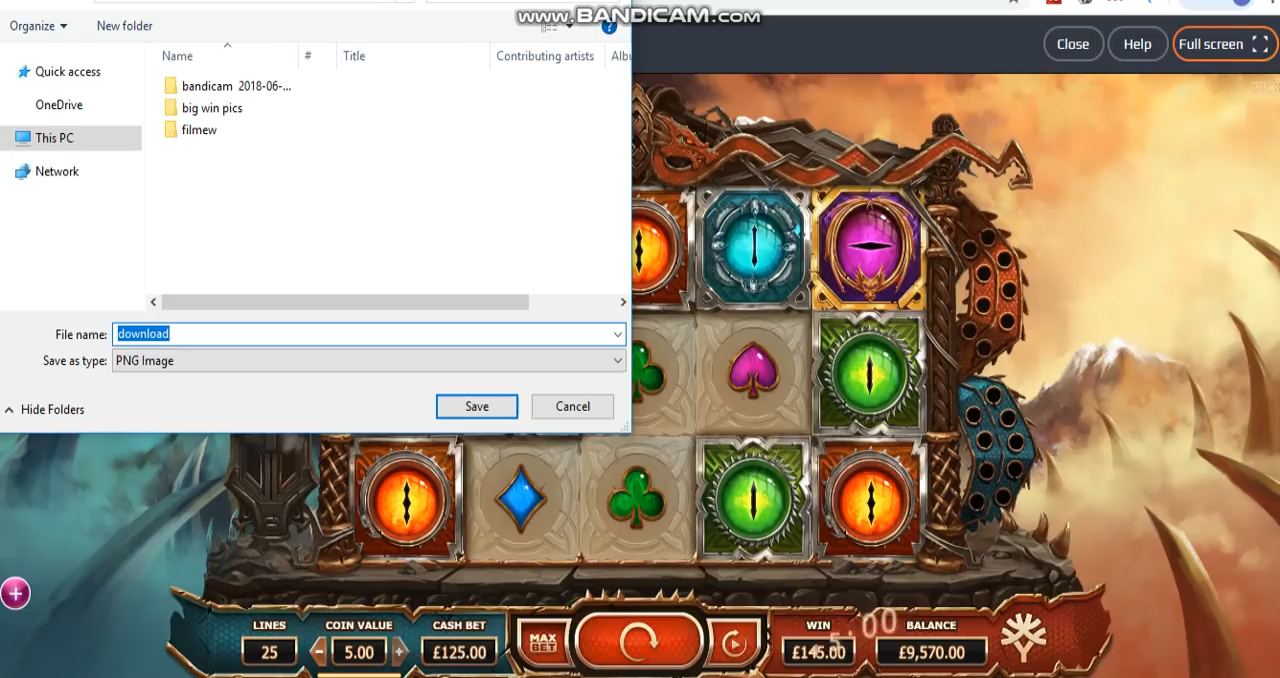 www.BANDICAM.com
Organize
New folder
?
Close
Help
Full screen
Name
#
Title
Contributing artists
Albu
Quick access
OneDrive
This PC
Network
bandicam 2018-06-...
big win pics
filmew
File name:
download
Save as type:
PNG Image
Hide Folders
Save
Cancel
LINES
COIN VALUE
CASH BET
MAX
BET
WIN
BALANCE
25
5.00
£125.00
£145.00
£9,570.00